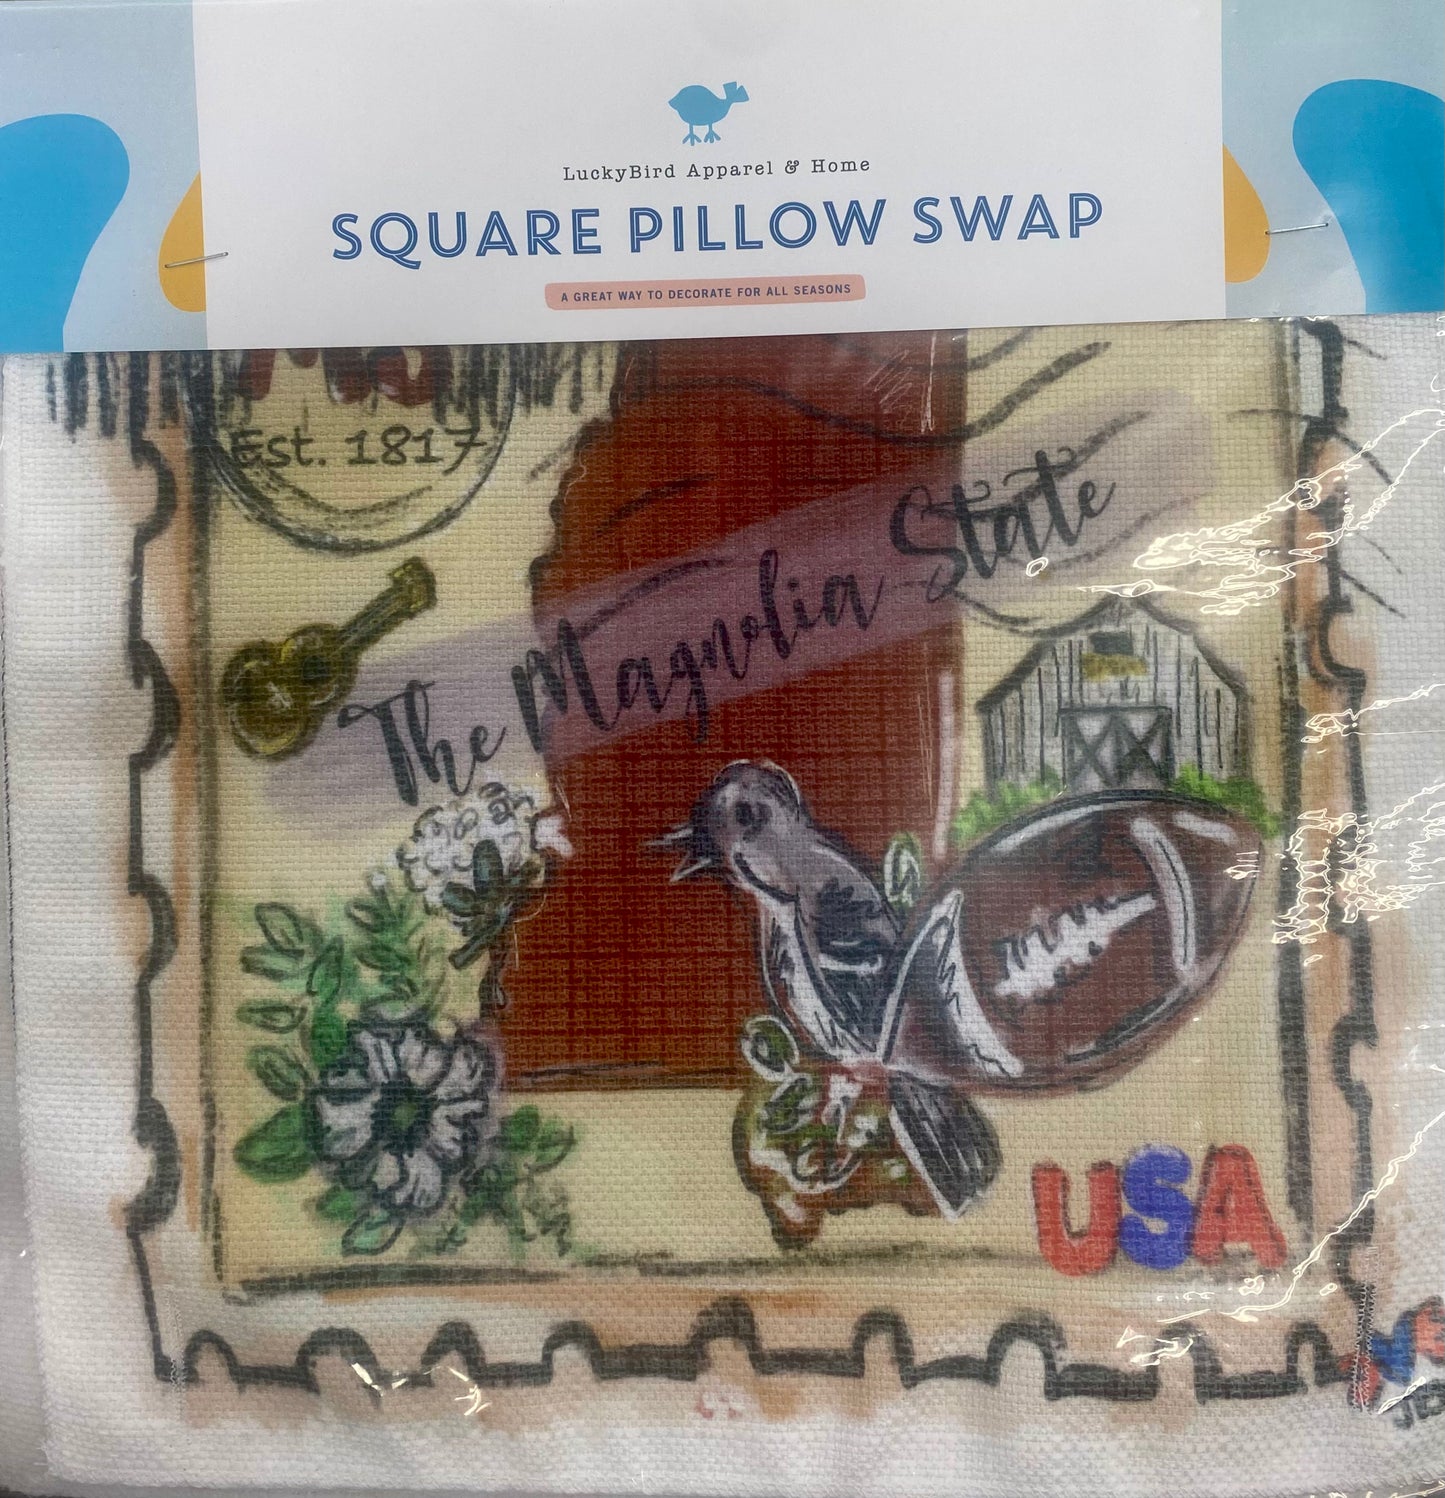 LuckyBird Apparel & Home
SQUARE PILLOW SWAP
A GREAT WAY TO DECORATE FOR ALL SEASONS
Est. 1817
The Magnolia State
USA